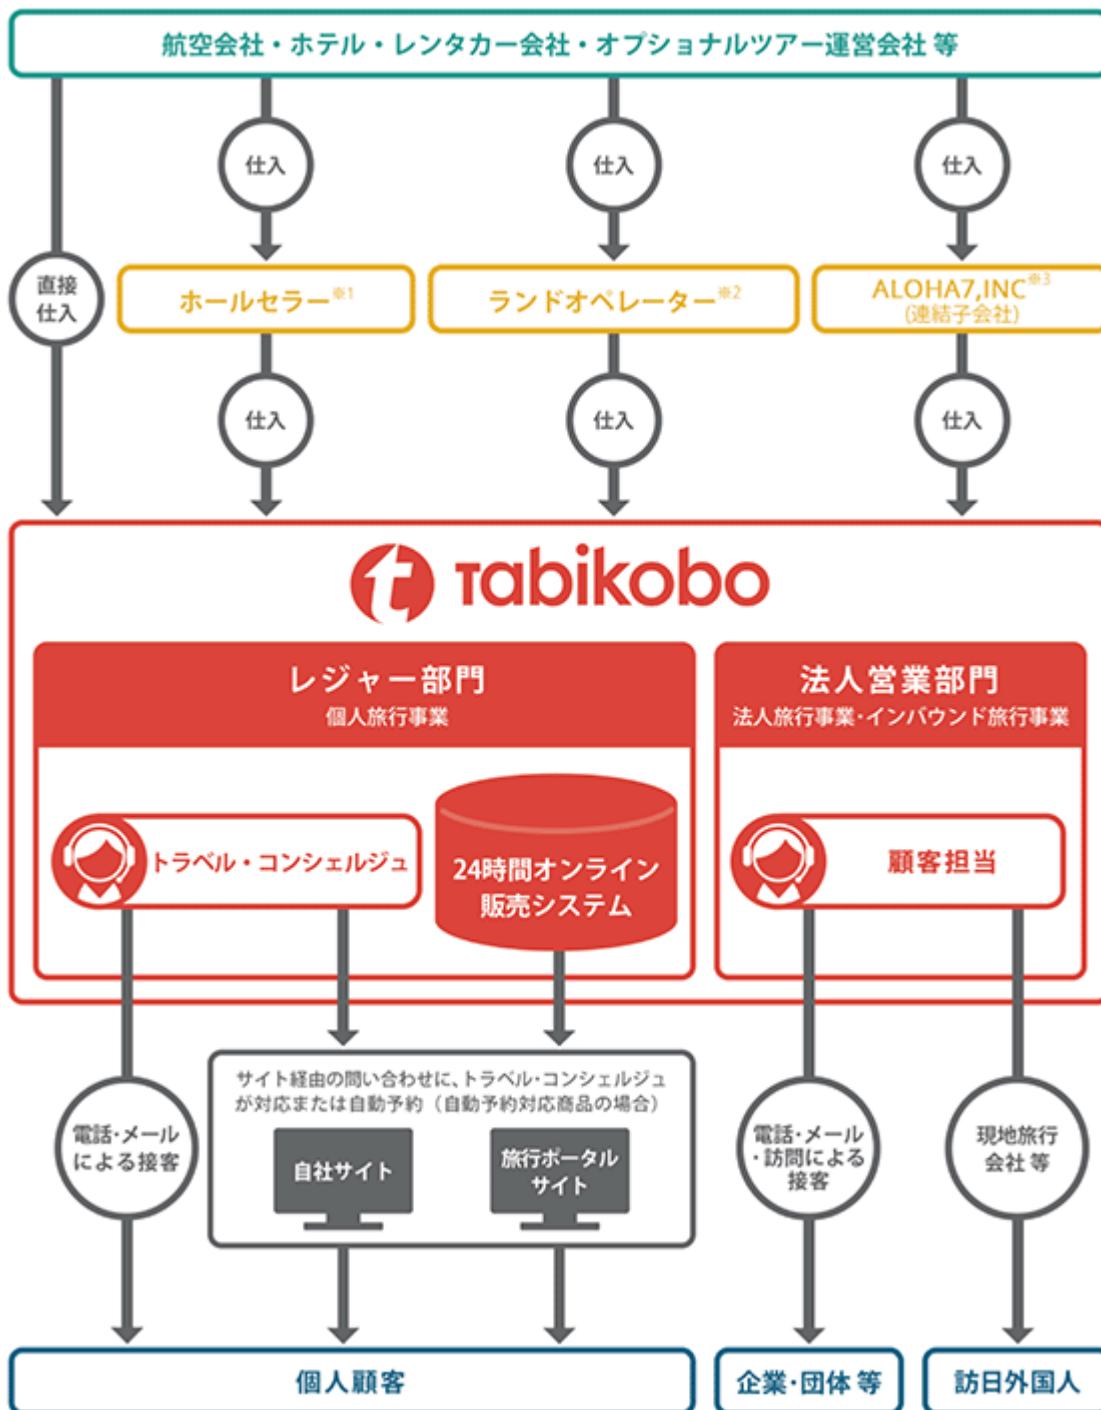 航空会社・ホテル・レンタカー会社・オプショナルツアー運営会社 等
仕入
仕入
仕入
直接
仕入
ホールセラー※1
ランドオペレーター※2
ALOHA7,INC※3
(連結子会社)
仕入
仕入
仕入
t Tabikobo
レジャー部門
個人旅行事業
法人営業部門
法人旅行事業・インバウンド旅行事業
トラベル・コンシェルジュ
24時間オンライン
販売システム
顧客担当
サイト経由の問い合わせに、トラベル・コンシェルジュ
が対応または自動予約（自動予約対応商品の場合）
電話・メール
による接客
自社サイト
旅行ポータル
サイト
電話・メール
・訪問による
接客
現地旅行
会社 等
個人顧客
企業・団体 等
訪日外国人